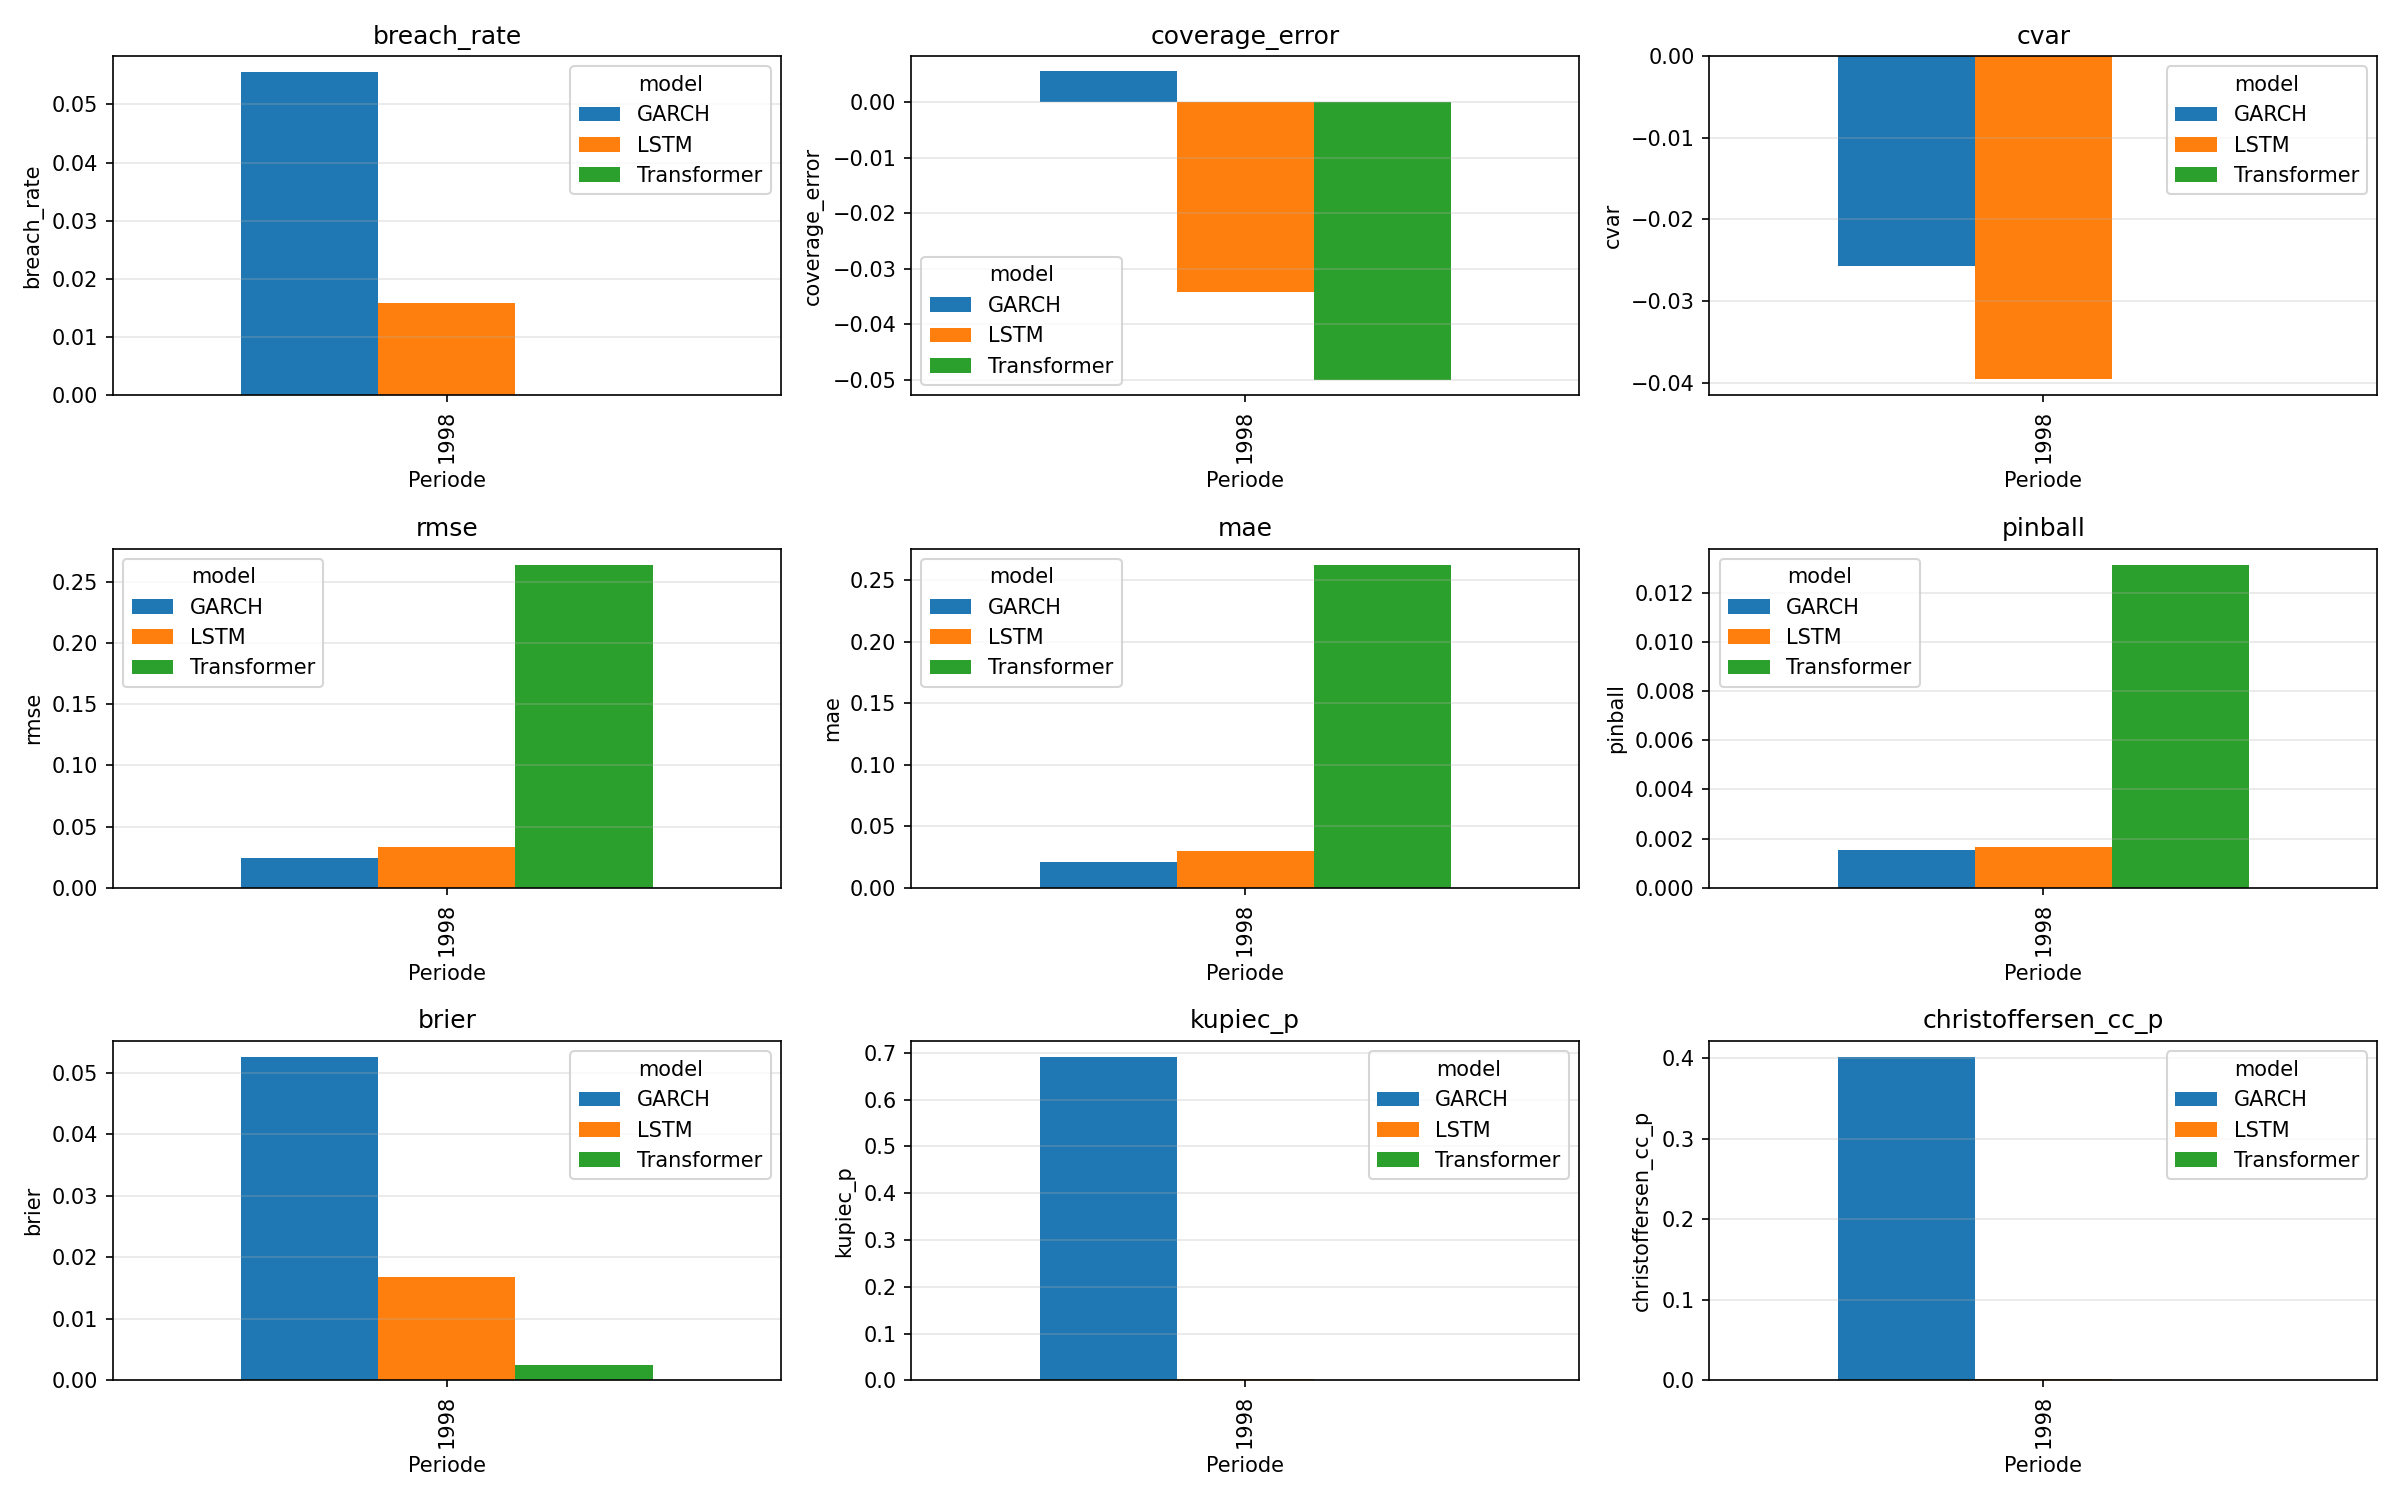 breach_rate
breach_rate
0.05
0.04
0.03
0.02
0.01
0.00
model
GARCH
LSTM
Transformer
1998
Periode
coverage_error
coverage_error
0.00
−0.01
−0.02
−0.03
−0.04
−0.05
model
GARCH
LSTM
Transformer
1998
Periode
cvar
cvar
0.00
−0.01
−0.02
−0.03
−0.04
model
GARCH
LSTM
Transformer
1998
Periode
rmse
rmse
0.25
0.20
0.15
0.10
0.05
0.00
model
GARCH
LSTM
Transformer
1998
Periode
mae
mae
0.25
0.20
0.15
0.10
0.05
0.00
model
GARCH
LSTM
Transformer
1998
Periode
pinball
pinball
0.012
0.010
0.008
0.006
0.004
0.002
0.000
model
GARCH
LSTM
Transformer
1998
Periode
brier
brier
0.05
0.04
0.03
0.02
0.01
0.00
model
GARCH
LSTM
Transformer
1998
Periode
kupiec_p
kupiec_p
0.7
0.6
0.5
0.4
0.3
0.2
0.1
0.0
model
GARCH
LSTM
Transformer
1998
Periode
christoffersen_cc_p
christoffersen_cc_p
0.4
0.3
0.2
0.1
0.0
model
GARCH
LSTM
Transformer
1998
Periode